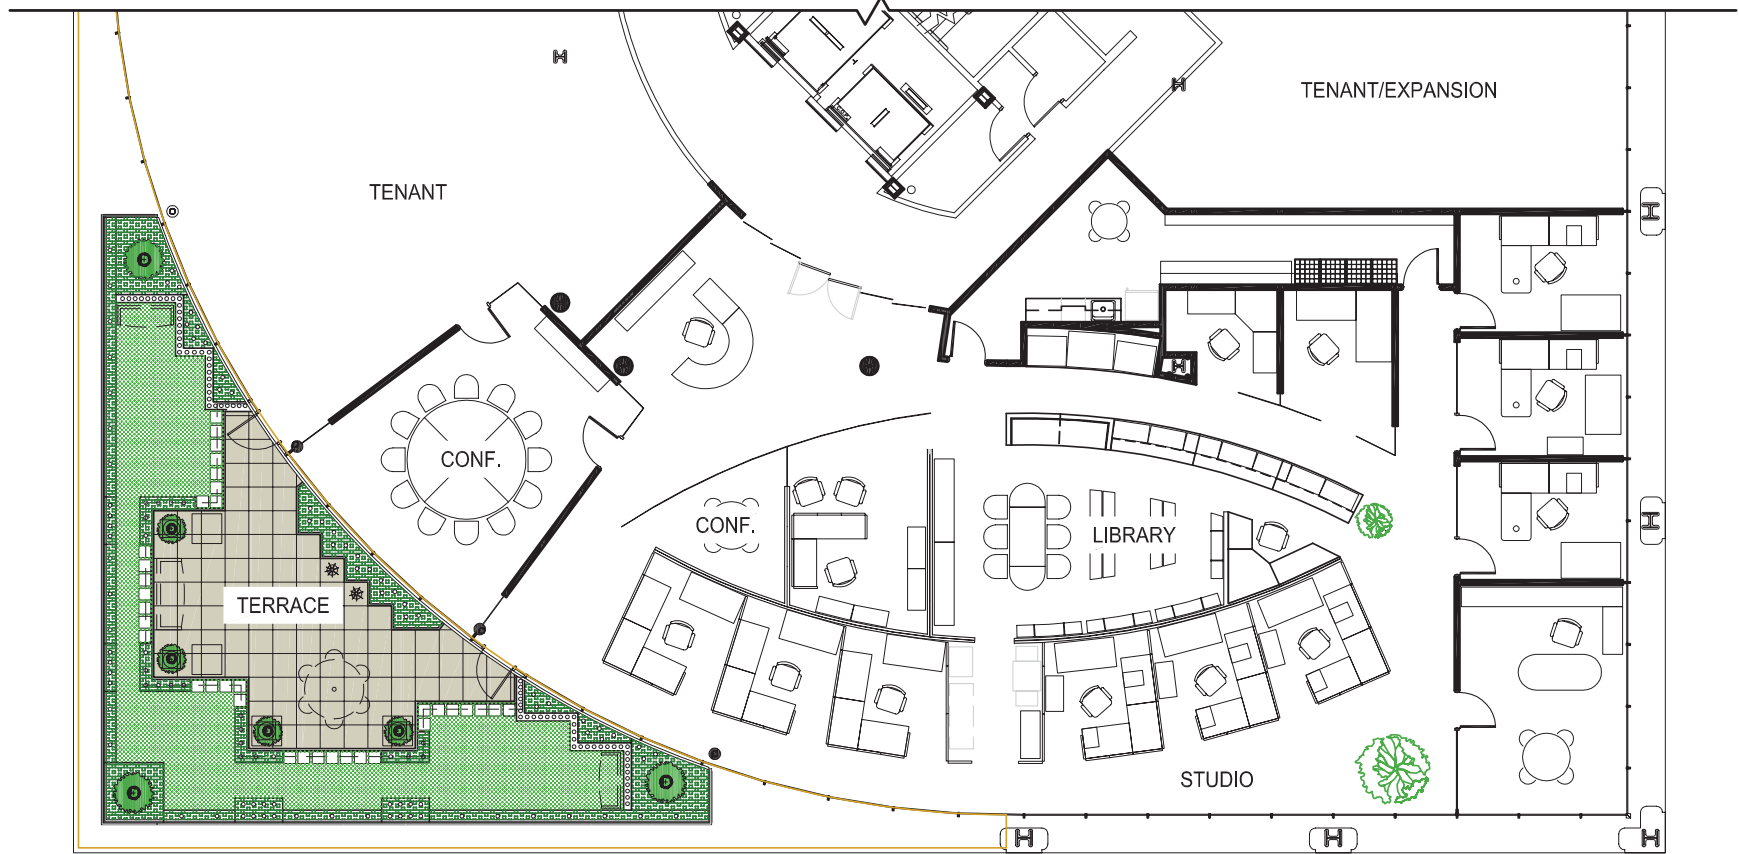 TENANT/EXPANSION
TENANT
CONF.
CONF.
LIBRARY
TERRACE
STUDIO